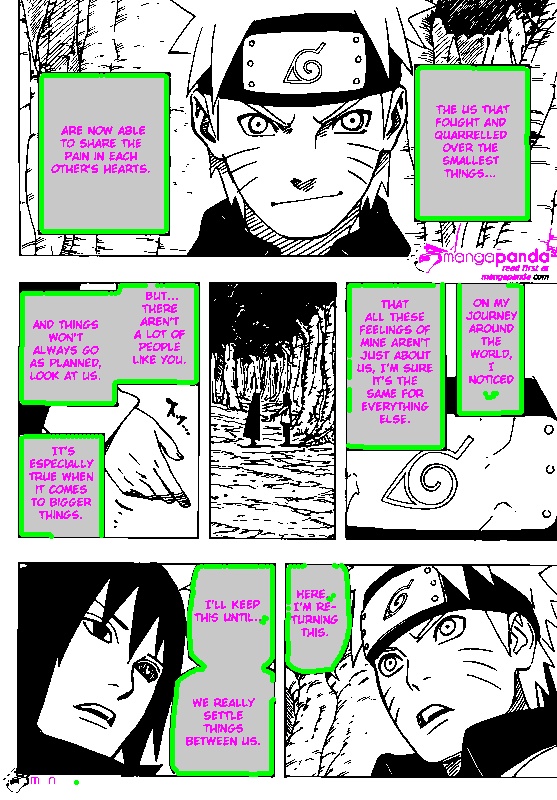 THE US THAT
FOUGHT AND
QUARRELLED
OVER THE
SMALLEST
THINGS...
ARE NOW ABLE
TO SHARE THE
PAIN IN EACH
OTHER'S HEARTS.
mangapanda
read first at
mangapanda.com
ON MY
JOURNEY
AROUND
THE
WORLD,
I
NOTICED
THAT
ALL THESE
FEELINGS OF
MINE AREN'T
JUST ABOUT
US, I'M SURE
IT'S THE
SAME FOR
EVERYTHING
ELSE.
BUT...
THERE
AREN'T
A LOT OF
PEOPLE
LIKE YOU.
AND THINGS
WON'T
ALWAYS GO
AS PLANNED,
LOOK AT US.
IT'S
ESPECIALLY
TRUE WHEN
IT COMES
TO BIGGER
THINGS.
HERE,
I'M RE-
TURNING
THIS.
I'LL KEEP
THIS UNTIL..
WE REALLY
SETTLE
THINGS
BETWEEN US.